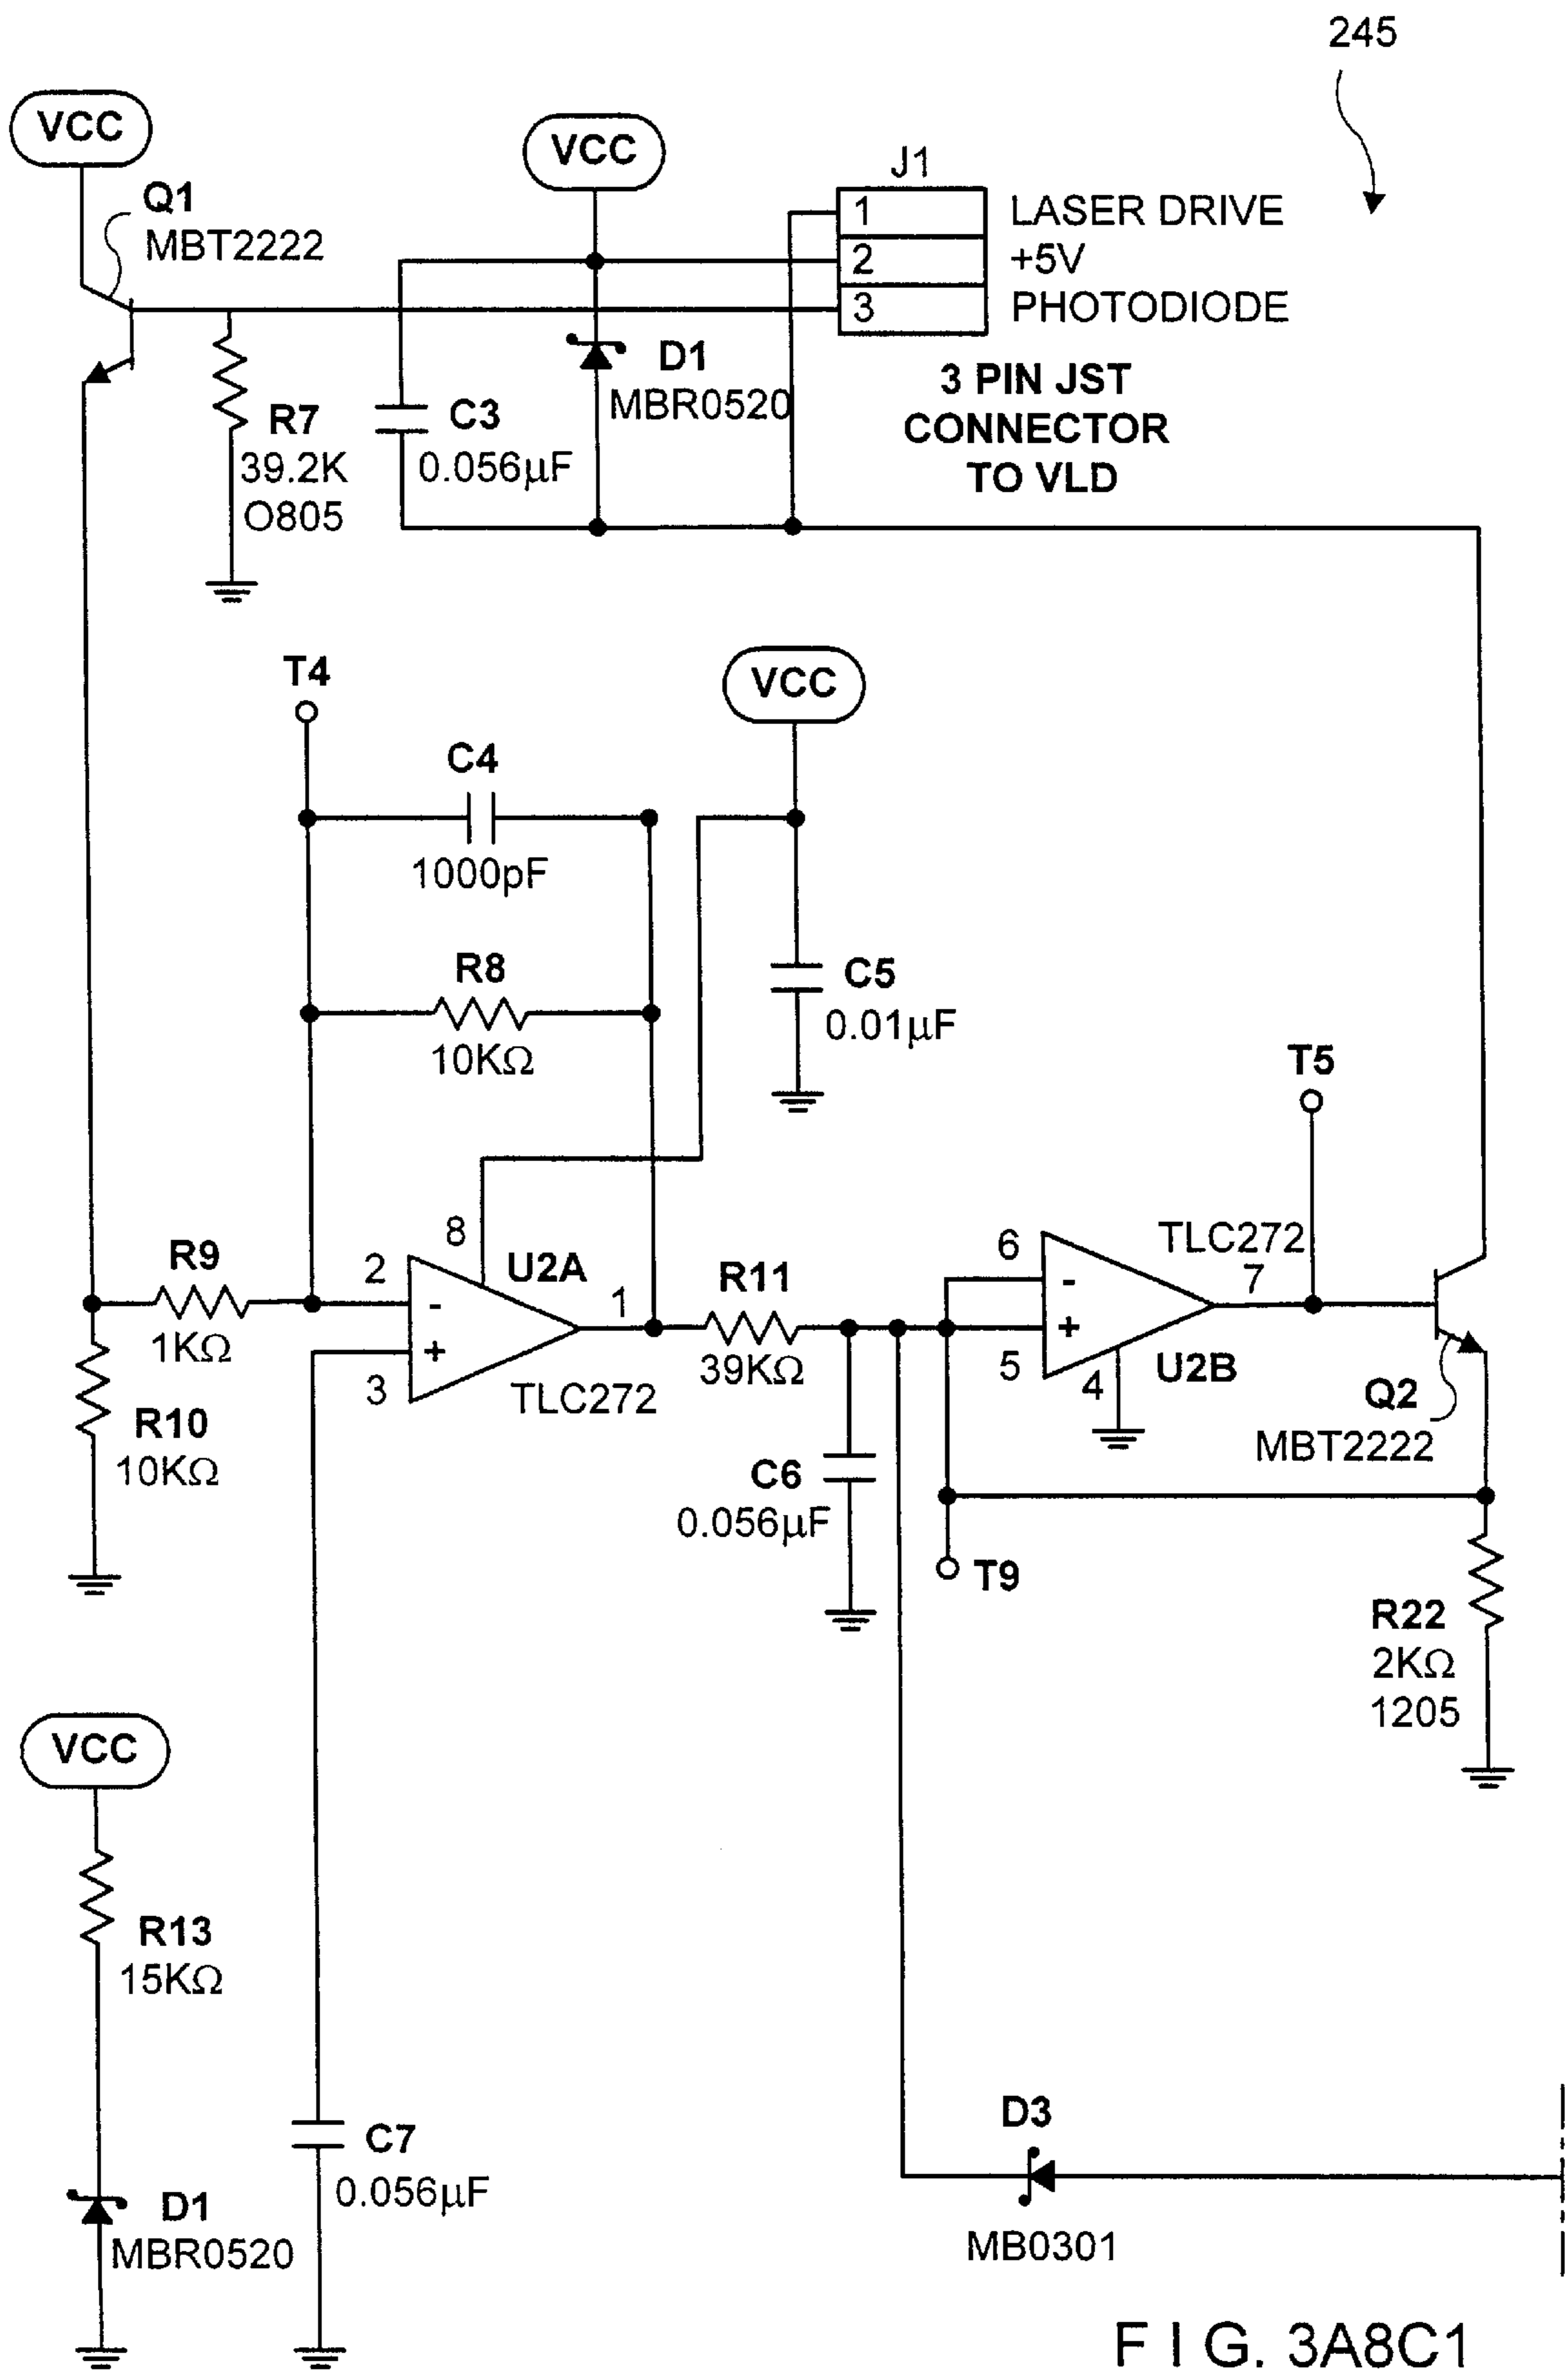 245
VCC
VCC
Q1
MBT2222
J1
1 LASER DRIVE
2 +5V
3 PHOTODIODE
3 PIN JST
CONNECTOR
TO VLD
D1
MBR0520
R7
39.2K
O805
C3
0.056µF
T4
VCC
C4
1000pF
R8
10KΩ
C5
0.01µF
T5
R9
1KΩ
2
8
U2A
1
-
+
3
TLC272
R10
10KΩ
R11
39KΩ
6
TLC272
7
-
+
5
4
U2B
Q2
MBT2222
C6
0.056µF
T9
R22
2KΩ
1205
VCC
R13
15KΩ
D1
MBR0520
C7
0.056µF
D3
MB0301
F I G. 3A8C1